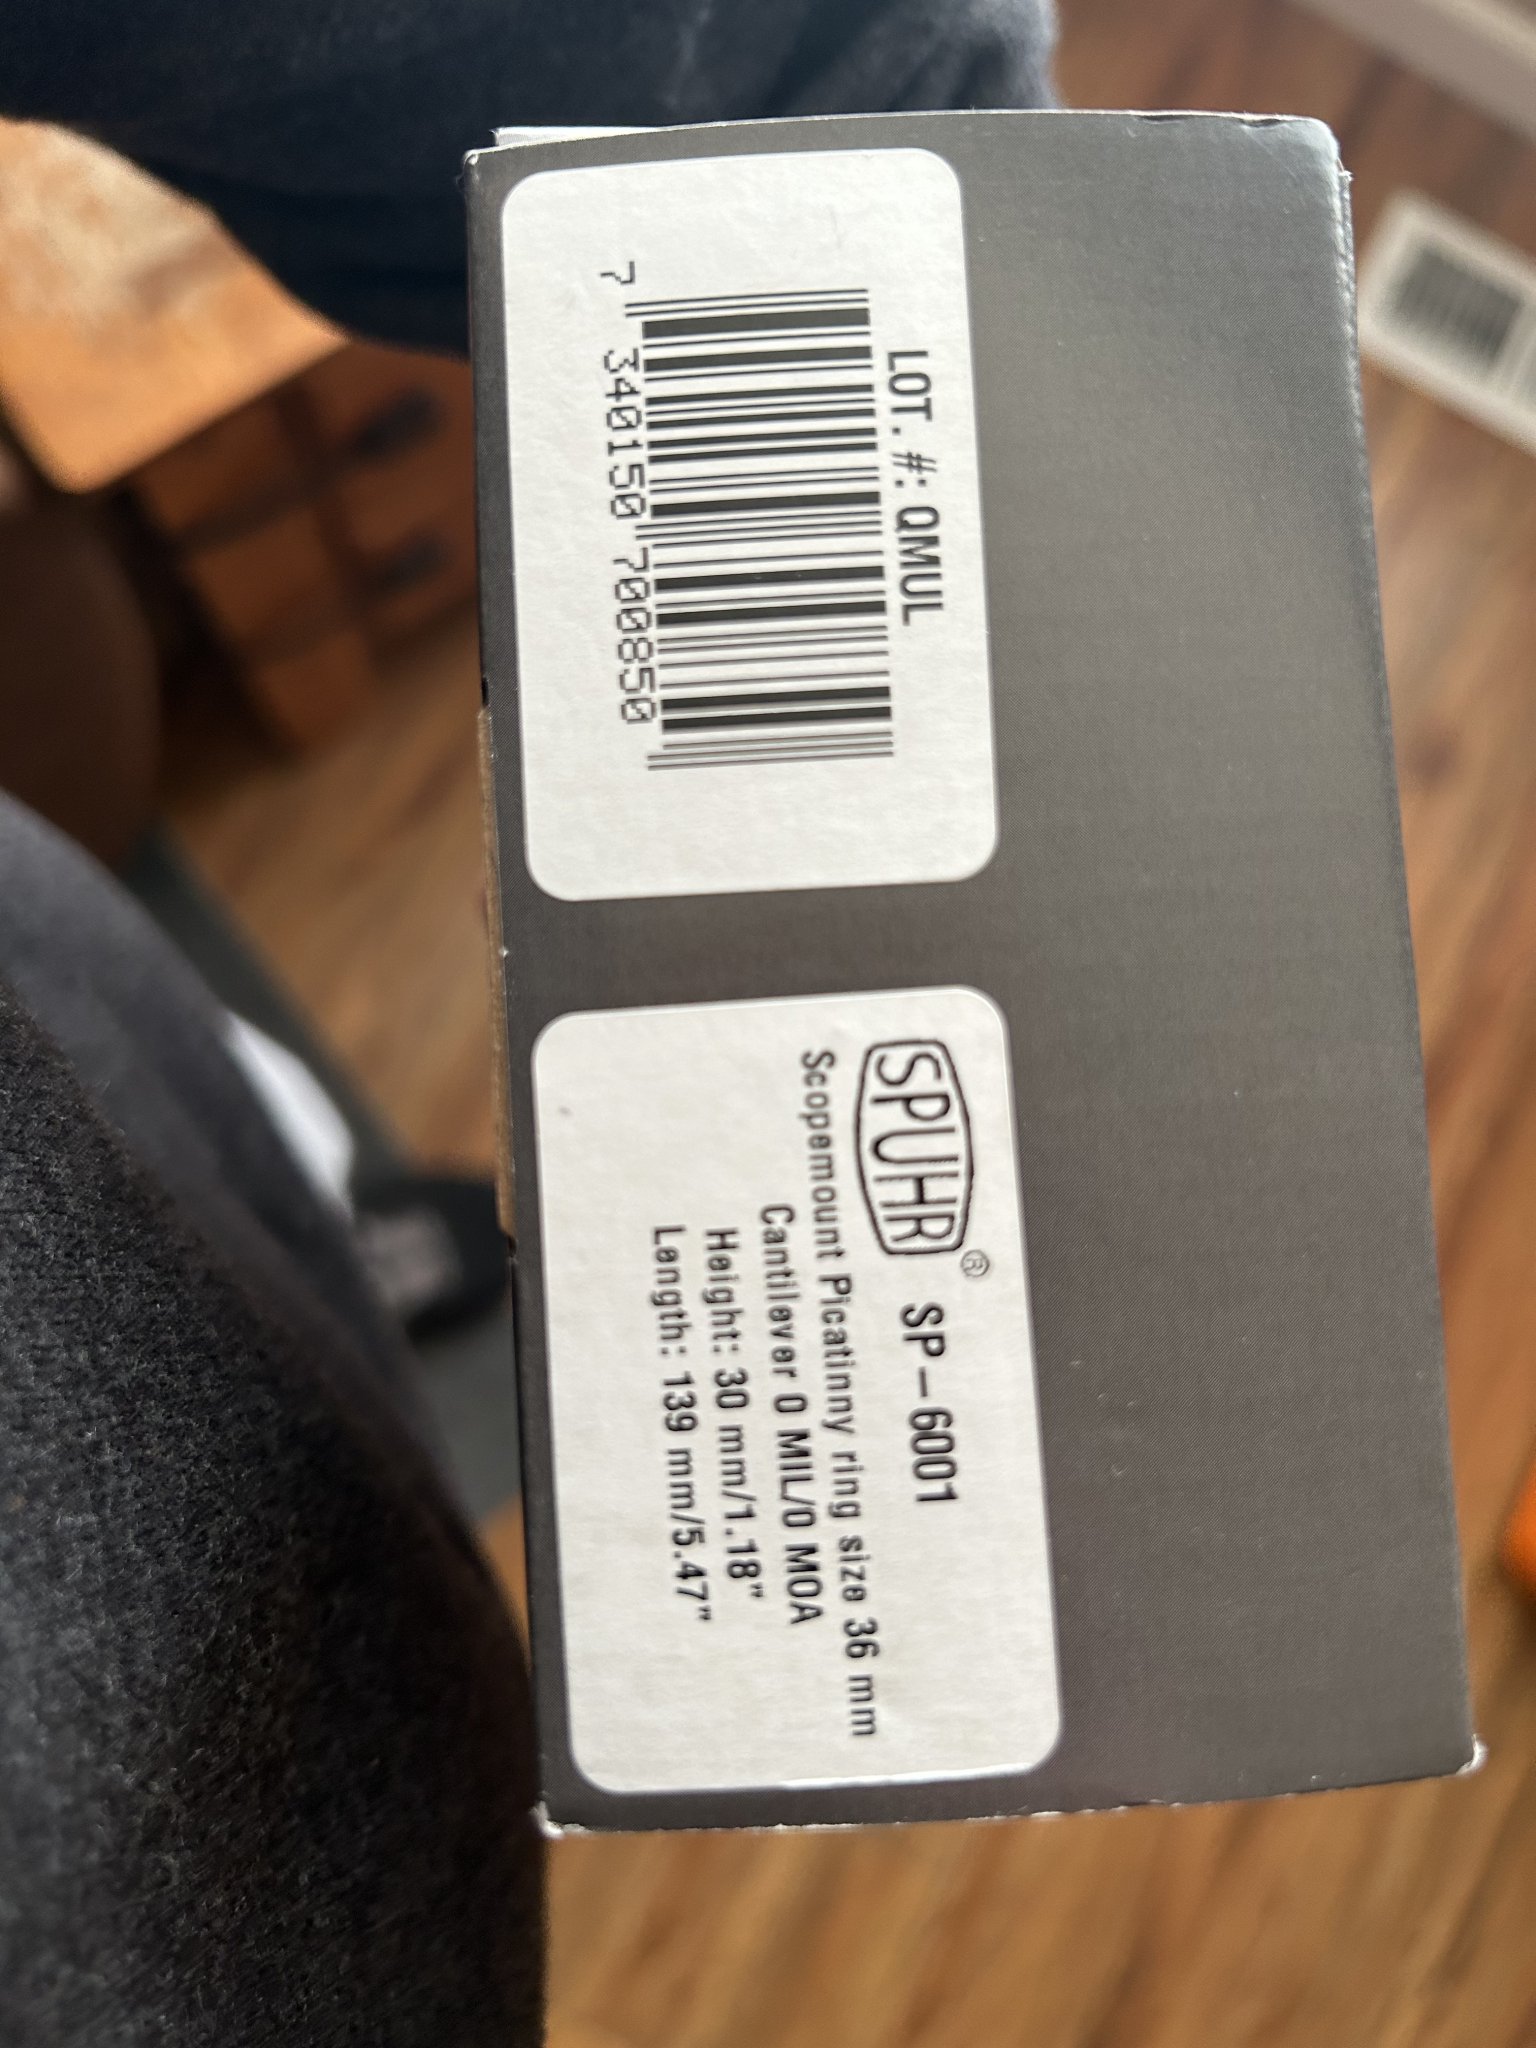 LOT. #: QMUL
7 340150 700850
SPUHR® SP-6001
Scopemount Picatinny ring size 36 mm
Cantilever 0 MIL/0 MOA
Height: 30 mm/1.18"
Length: 139 mm/5.47"